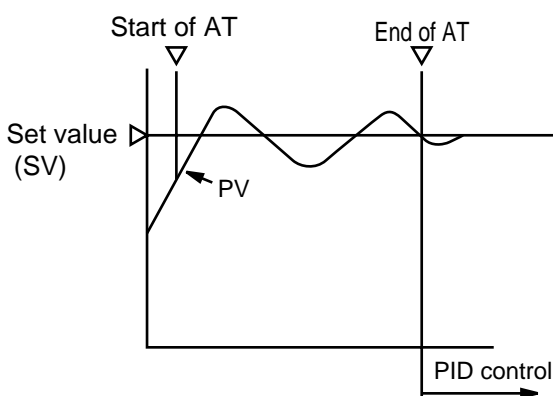 Start of AT
End of AT
Set value
(SV)
PV
PID control